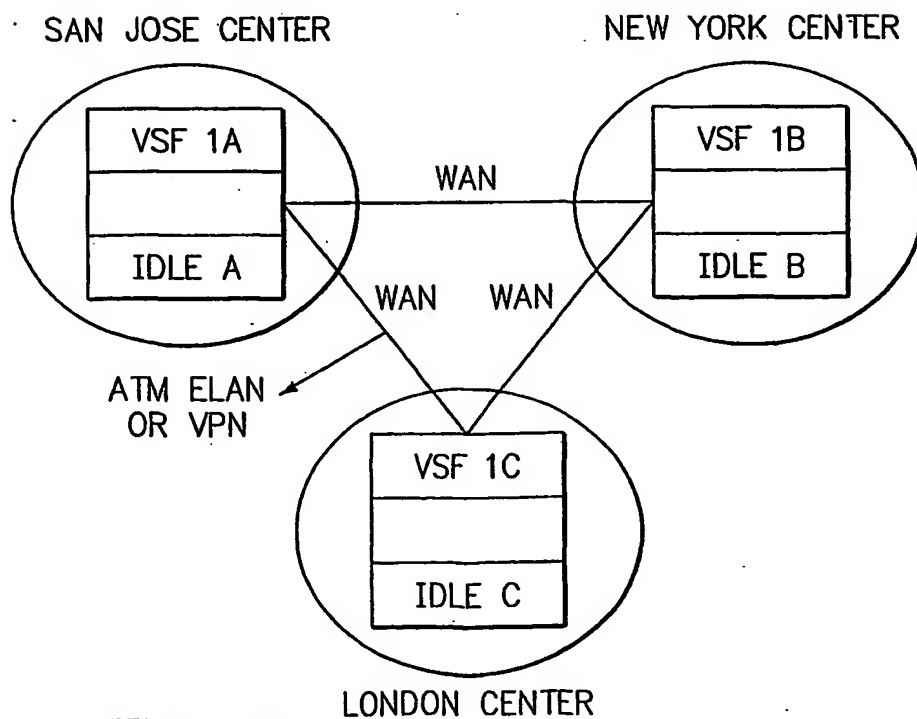 SAN JOSE CENTER
NEW YORK CENTER
VSF 1A
VSF 1B
WAN
IDLE A
IDLE B
WAN
WAN
ATM ELAN
OR VPN
VSF 1C
IDLE C
LONDON CENTER